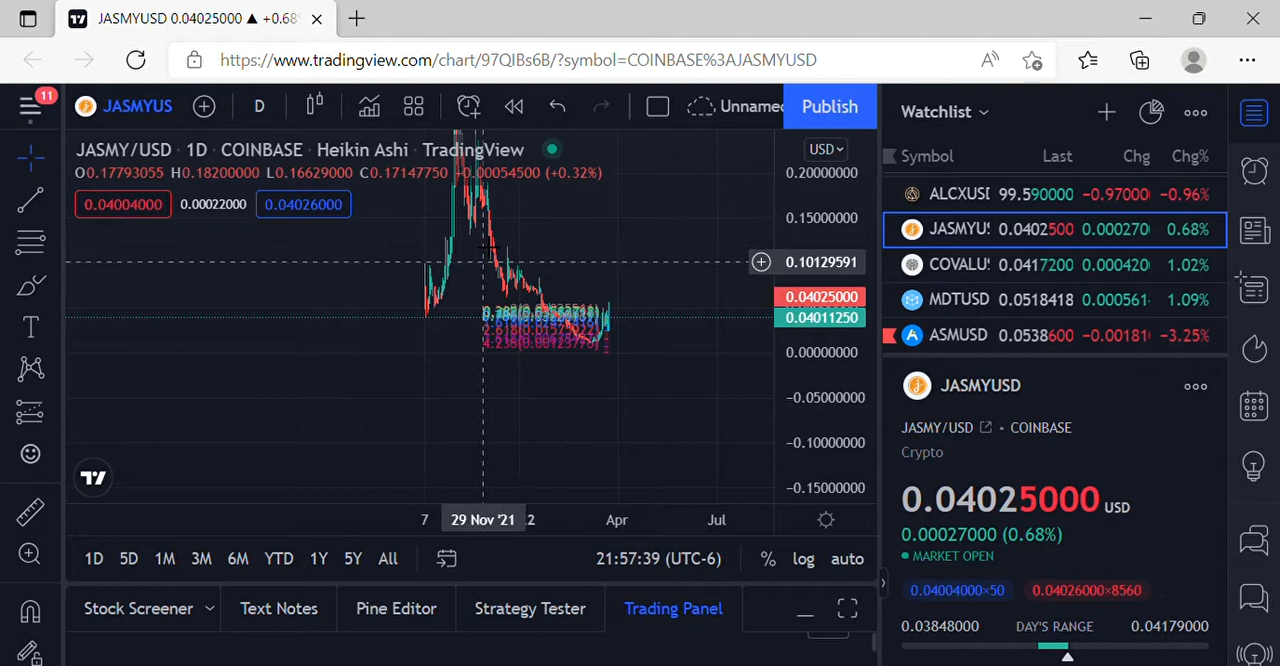 JASMYUSD 0.04025000 ▲ +0.68
https://www.tradingview.com/chart/97QIBs6B/?symbol=COINBASE%3AJASMYUSD
11
JASMYUS
D
Unnamed
Publish
JASMY/USD · 1D · COINBASE · Heikin Ashi · TradingView
O0.17793055 H0.18200000 L0.16629000 C0.17147750 +0.00054500 (+0.32%)
0.04004000 0.00022000 0.04026000
USD
0.20000000
0.15000000
0.10129591
0.04025000
0.04011250
0.00000000
−0.05000000
−0.10000000
−0.15000000
4.236(0.00123770)
7 29 Nov '21 2 Apr Jul
1D 5D 1M 3M 6M YTD 1Y 5Y All
21:57:39 (UTC-6)
% log auto
Stock Screener
Text Notes
Pine Editor
Strategy Tester
Trading Panel
Watchlist
Symbol Last Chg Chg%
ALCXUSD 99.590000 −0.97000 −0.96%
JASMYUS 0.0402500 0.000270 0.68%
COVALUS 0.0417200 0.000420 1.02%
MDTUSD 0.0518418 0.000561 1.09%
ASMUSD 0.0538600 −0.00181 −3.25%
JASMYUSD
JASMY/USD • COINBASE
Crypto
0.04025000 USD
0.00027000 (0.68%)
MARKET OPEN
0.04004000×50 0.04026000×8560
0.03848000 DAY'S RANGE 0.04179000